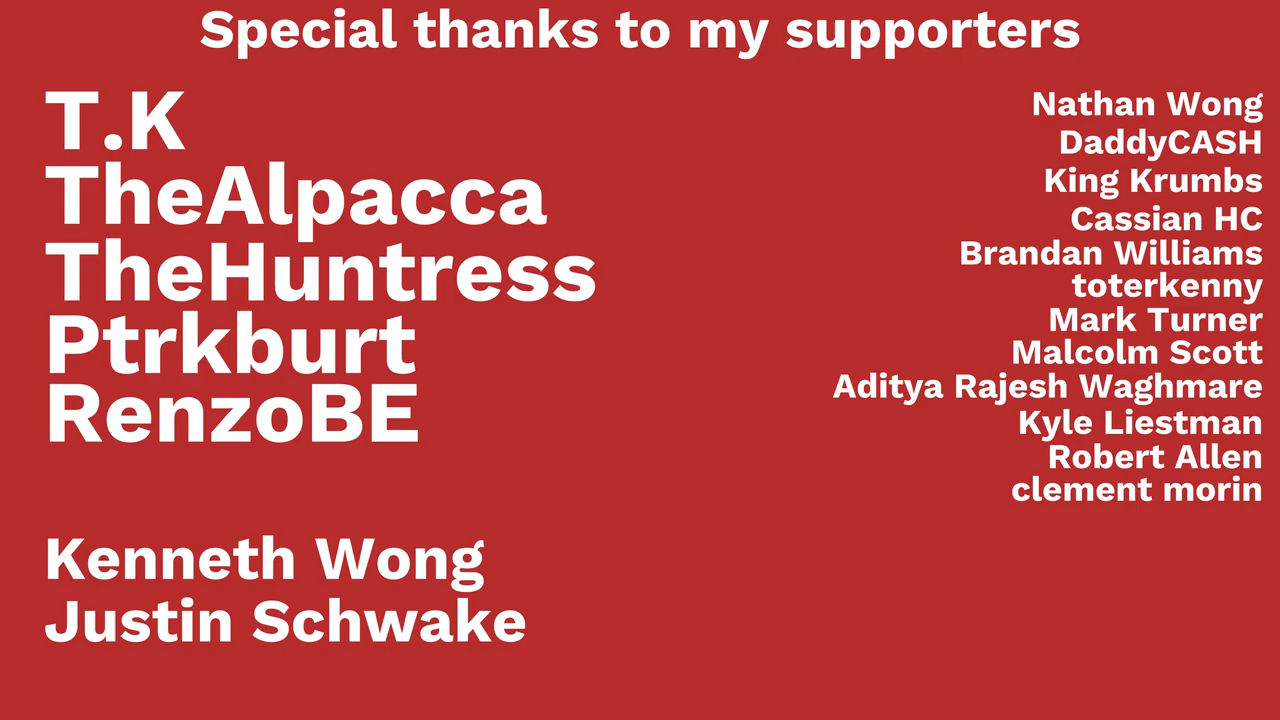 Special thanks to my supporters
T.K
TheAlpacca
TheHuntress
Ptrkburt
RenzoBE
Kenneth Wong
Justin Schwake
Nathan Wong
DaddyCASH
King Krumbs
Cassian HC
Brandan Williams
toterkenny
Mark Turner
Malcolm Scott
Aditya Rajesh Waghmare
Kyle Liestman
Robert Allen
clement morin